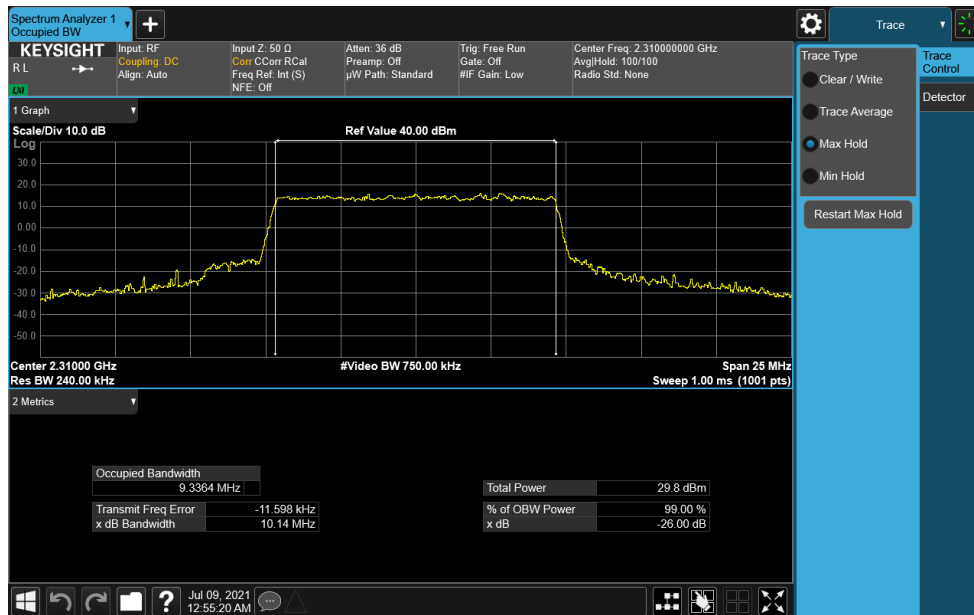 Spectrum Analyzer 1
Occupied BW
KEYSIGHT
R L
LXI
Input: RF
Coupling: DC
Align: Auto
Input Z: 50 Ω
Corr CCorr RCal
Freq Ref: Int (S)
NFE: Off
Atten: 36 dB
Preamp: Off
µW Path: Standard
Trig: Free Run
Gate: Off
#IF Gain: Low
Center Freq: 2.310000000 GHz
Avg|Hold: 100/100
Radio Std: None
1 Graph
Scale/Div 10.0 dB
Ref Value 40.00 dBm
Log
30.0
20.0
10.0
0.00
-10.0
-20.0
-30.0
-40.0
-50.0
Center 2.31000 GHz
#Video BW 750.00 kHz
Span 25 MHz
Res BW 240.00 kHz
Sweep 1.00 ms (1001 pts)
2 Metrics
Occupied Bandwidth
9.3364 MHz
Transmit Freq Error -11.598 kHz
x dB Bandwidth 10.14 MHz
Total Power 29.8 dBm
% of OBW Power 99.00 %
x dB -26.00 dB
Jul 09, 2021
12:55:20 AM
Trace
Trace Type
Clear / Write
Trace Average
Max Hold
Min Hold
Restart Max Hold
Trace
Control
Detector